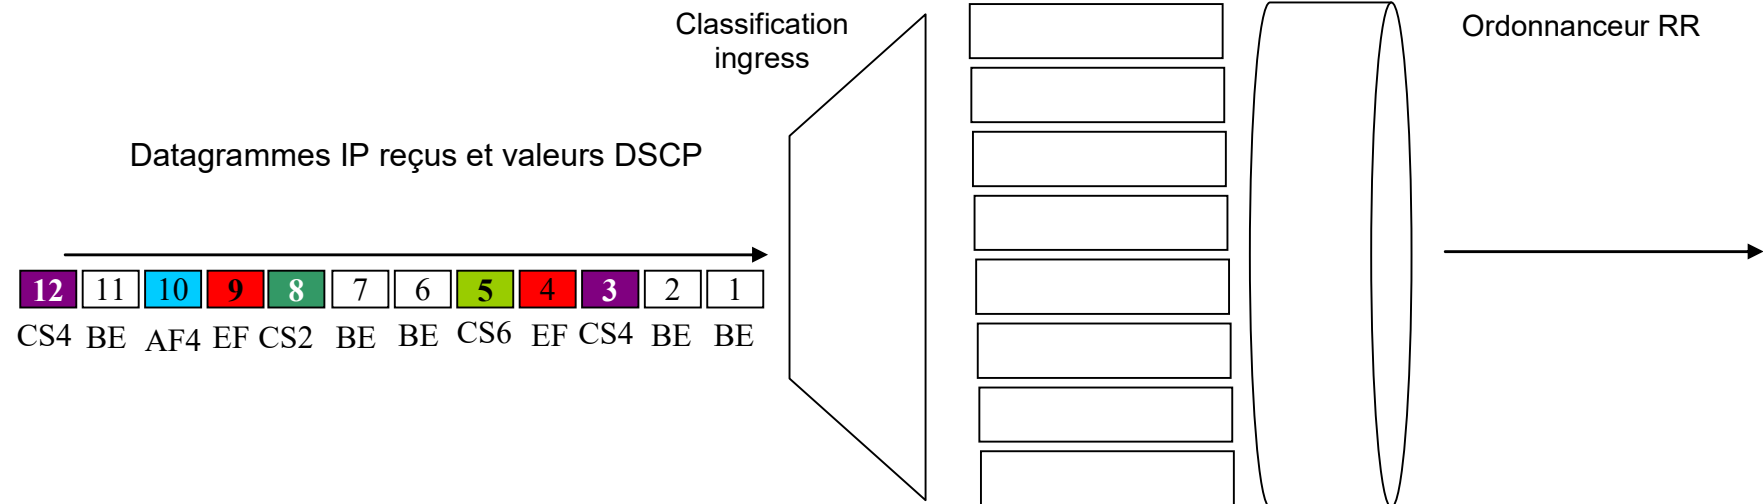 Classification
ingress
Ordonnanceur RR
Datagrammes IP reçus et valeurs DSCP
12 11 10 9 8 7 6 5 4 3 2 1
CS4 BE AF4 EF CS2 BE BE CS6 EF CS4 BE BE